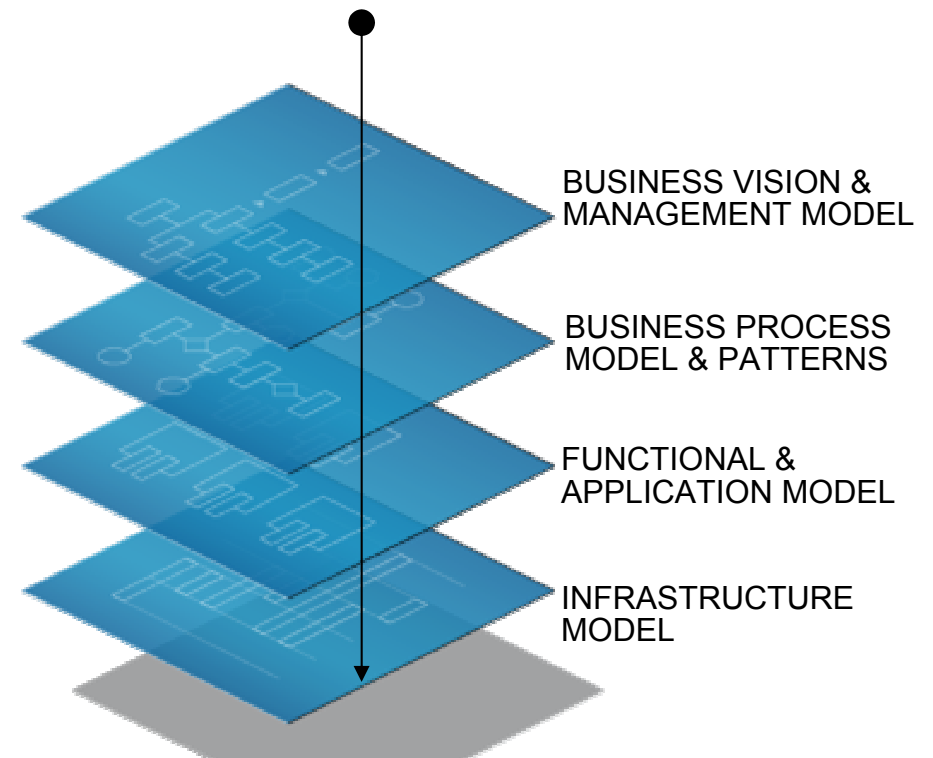 BUSINESS VISION &
MANAGEMENT MODEL
BUSINESS PROCESS
MODEL & PATTERNS
FUNCTIONAL &
APPLICATION MODEL
INFRASTRUCTURE
MODEL